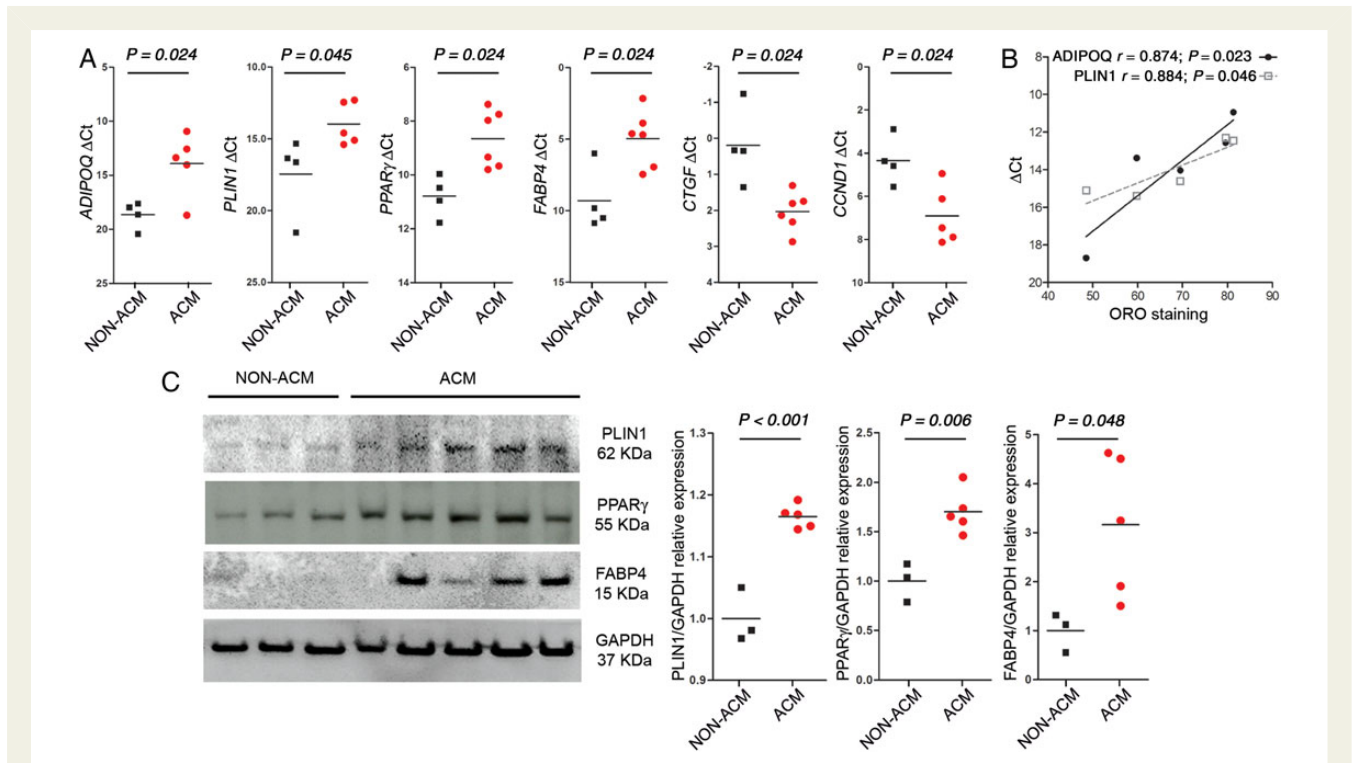 A
P = 0.024
ADIPOQ ΔCt
5
10
15
20
25
NON-ACM
ACM
P = 0.045
PLIN1 ΔCt
10.0
15.0
20.0
25.0
NON-ACM
ACM
P = 0.024
PPARγ ΔCt
6
8
10
12
14
NON-ACM
ACM
P = 0.024
FABP4 ΔCt
0
5
10
15
NON-ACM
ACM
P = 0.024
CTGF ΔCt
-2
-1
0
1
2
3
4
NON-ACM
ACM
P = 0.024
CCND1 ΔCt
0
2
4
6
8
10
NON-ACM
ACM
B
ADIPOQ r = 0.874; P = 0.023
PLIN1 r = 0.884; P = 0.046
ΔCt
8
10
12
14
16
18
20
40 50 60 70 80 90
ORO staining
C
NON-ACM ACM
PLIN1
62 KDa
PPARγ
55 KDa
FABP4
15 KDa
GAPDH
37 KDa
P < 0.001
PLIN1/GAPDH relative expression
1.3
1.2
1.1
1.0
0.9
NON-ACM
ACM
P = 0.006
PPARγ/GAPDH relative expression
2.5
2.0
1.5
1.0
0.5
0.0
NON-ACM
ACM
P = 0.048
FABP4/GAPDH relative expression
5
4
3
2
1
0
NON-ACM
ACM